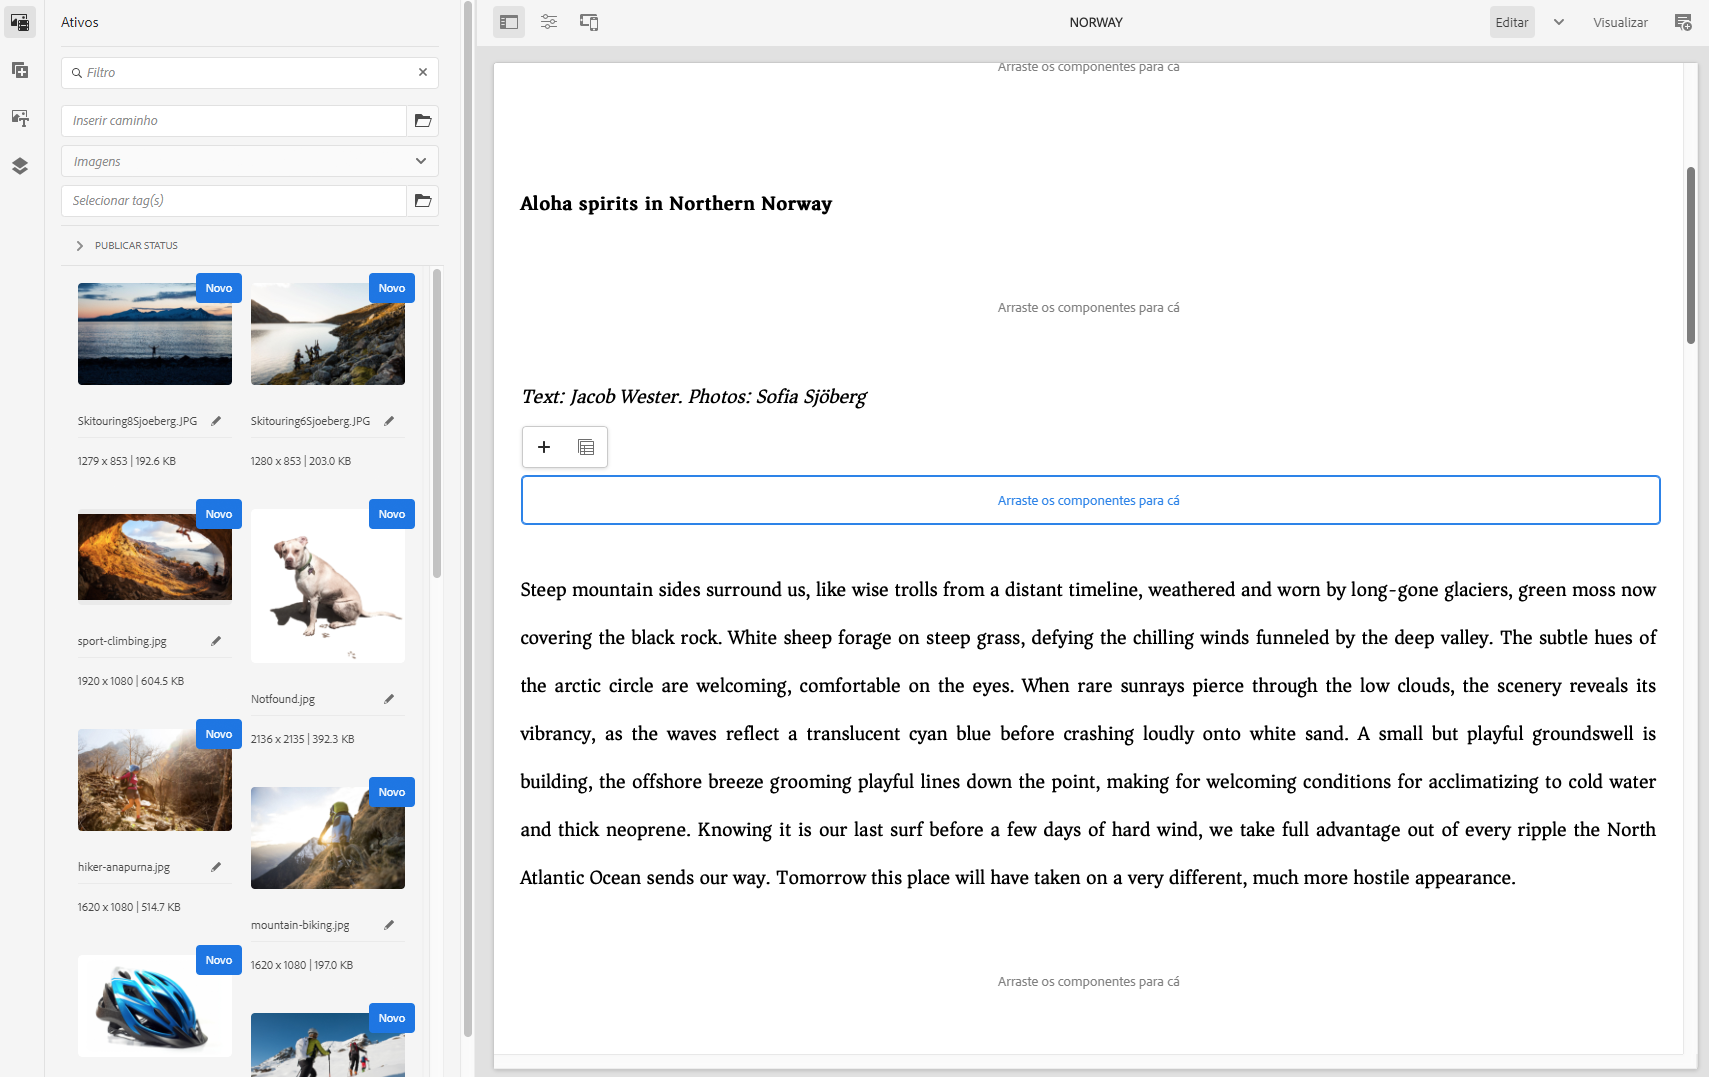 Ativos
Filtro
Inserir caminho
Imagens
Selecionar tag(s)
PUBLICAR STATUS
Novo
Skitouring8Sjoeberg.JPG
1279 x 853 | 192.6 KB
Novo
Skitouring6Sjoeberg.JPG
1280 x 853 | 203.0 KB
Novo
sport-climbing.jpg
1920 x 1080 | 604.5 KB
Novo
Notfound.jpg
2136 x 2135 | 392.3 KB
Novo
hiker-anapurna.jpg
1620 x 1080 | 514.7 KB
Novo
mountain-biking.jpg
1620 x 1080 | 197.0 KB
Novo
Novo
NORWAY
Editar
Visualizar
Arraste os componentes para cá
Aloha spirits in Northern Norway
Arraste os componentes para cá
Text: Jacob Wester. Photos: Sofia Sjöberg
Arraste os componentes para cá
Steep mountain sides surround us, like wise trolls from a distant timeline, weathered and worn by long-gone glaciers, green moss now
covering the black rock. White sheep forage on steep grass, defying the chilling winds funneled by the deep valley. The subtle hues of
the arctic circle are welcoming, comfortable on the eyes. When rare sunrays pierce through the low clouds, the scenery reveals its
vibrancy, as the waves reflect a translucent cyan blue before crashing loudly onto white sand. A small but playful groundswell is
building, the offshore breeze grooming playful lines down the point, making for welcoming conditions for acclimatizing to cold water
and thick neoprene. Knowing it is our last surf before a few days of hard wind, we take full advantage out of every ripple the North
Atlantic Ocean sends our way. Tomorrow this place will have taken on a very different, much more hostile appearance.
Arraste os componentes para cá